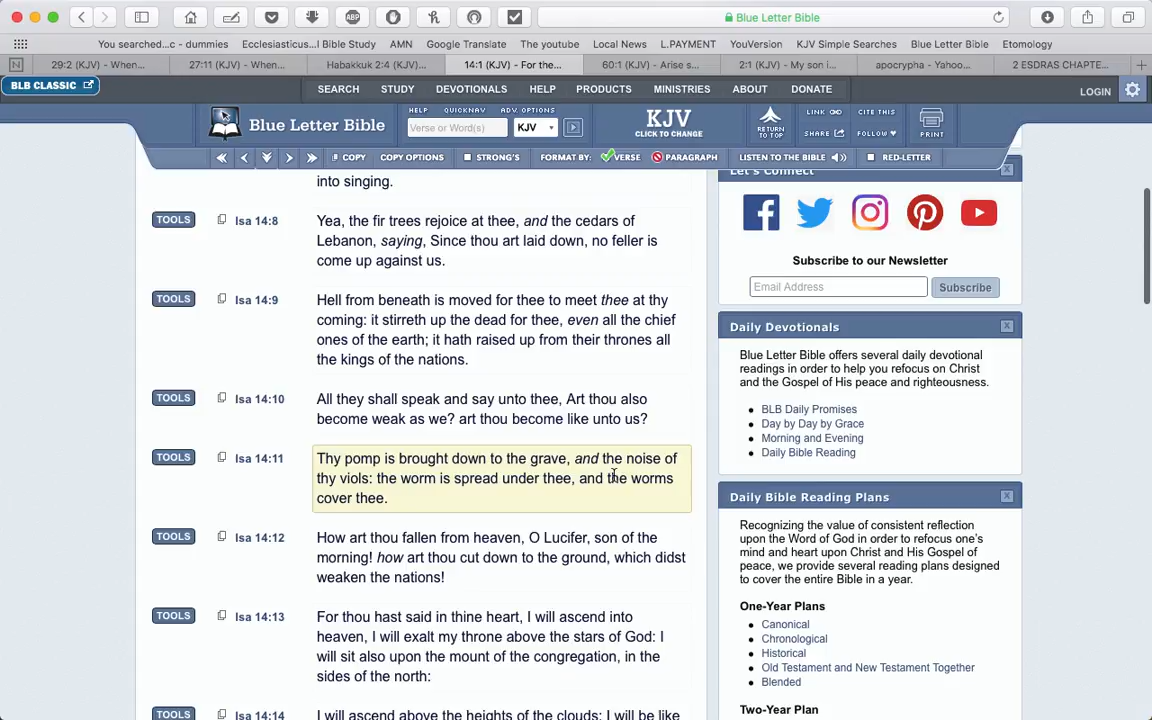 Blue Letter Bible
You searched...c - dummies
Ecclesiasticus...l Bible Study
AMN
Google Translate
The youtube
Local News
L.PAYMENT
YouVersion
KJV Simple Searches
Blue Letter Bible
Etomology
29:2 (KJV) - When...
27:11 (KJV) - When...
Habakkuk 2:4 (KJV)...
14:1 (KJV) - For the...
60:1 (KJV) - Arise s...
2:1 (KJV) - My son i...
apocrypha - Yahoo...
2 ESDRAS CHAPTE...
BLB CLASSIC
SEARCH
STUDY
DEVOTIONALS
HELP
PRODUCTS
MINISTRIES
ABOUT
DONATE
LOGIN
Blue Letter Bible
HELP
QUICKNAV
ADV. OPTIONS
Verse or Word(s)
KJV
KJV
CLICK TO CHANGE
RETURN
TO TOP
LINK
CITE THIS
SHARE
FOLLOW
PRINT
COPY
COPY OPTIONS
STRONG'S
FORMAT BY:
VERSE
PARAGRAPH
LISTEN TO THE BIBLE
RED-LETTER
into singing.
TOOLS
Isa 14:8
Yea, the fir trees rejoice at thee, and the cedars of
Lebanon, saying, Since thou art laid down, no feller is
come up against us.
TOOLS
Isa 14:9
Hell from beneath is moved for thee to meet thee at thy
coming: it stirreth up the dead for thee, even all the chief
ones of the earth; it hath raised up from their thrones all
the kings of the nations.
TOOLS
Isa 14:10
All they shall speak and say unto thee, Art thou also
become weak as we? art thou become like unto us?
TOOLS
Isa 14:11
Thy pomp is brought down to the grave, and the noise of
thy viols: the worm is spread under thee, and the worms
cover thee.
TOOLS
Isa 14:12
How art thou fallen from heaven, O Lucifer, son of the
morning! how art thou cut down to the ground, which didst
weaken the nations!
TOOLS
Isa 14:13
For thou hast said in thine heart, I will ascend into
heaven, I will exalt my throne above the stars of God: I
will sit also upon the mount of the congregation, in the
sides of the north:
TOOLS
Isa 14:14
I will ascend above the heights of the clouds; I will be like
Let's Connect
Subscribe to our Newsletter
Email Address
Subscribe
Daily Devotionals
Blue Letter Bible offers several daily devotional
readings in order to help you refocus on Christ
and the Gospel of His peace and righteousness.
BLB Daily Promises
Day by Day by Grace
Morning and Evening
Daily Bible Reading
Daily Bible Reading Plans
Recognizing the value of consistent reflection
upon the Word of God in order to refocus one's
mind and heart upon Christ and His Gospel of
peace, we provide several reading plans designed
to cover the entire Bible in a year.
One-Year Plans
Canonical
Chronological
Historical
Old Testament and New Testament Together
Blended
Two-Year Plan